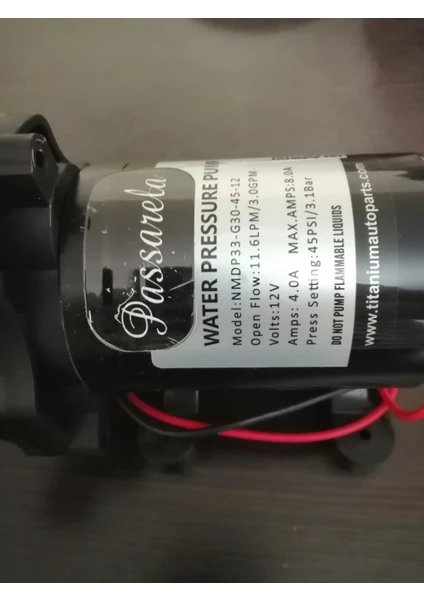 Passarela
WATER PRESSURE PUMP
Model:NMDP33-G30-45-12
Open Flow:11.6LPM/3.0GPM
Volts:12V
Amps: 4.0A MAX.AMPS:8.0A
Press Setting:45PSI/3.1Bar
DO NOT PUMP FLAMMABLE LIQUIDS
www.titaniumautoparts.com